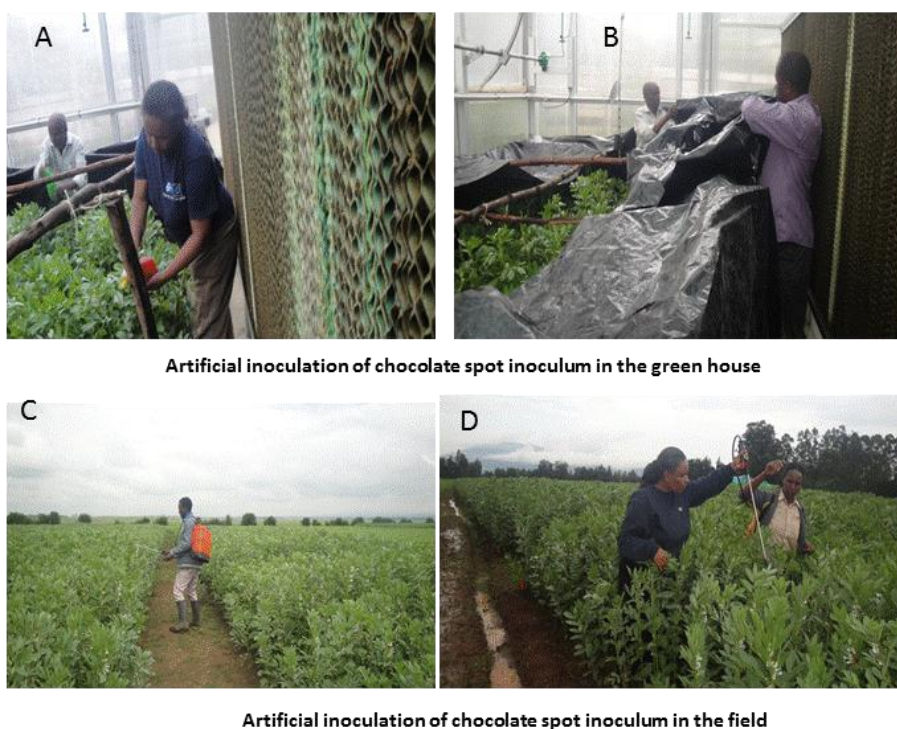 A
B
Artificial inoculation of chocolate spot inoculum in the green house
C
D
Artificial inoculation of chocolate spot inoculum in the field